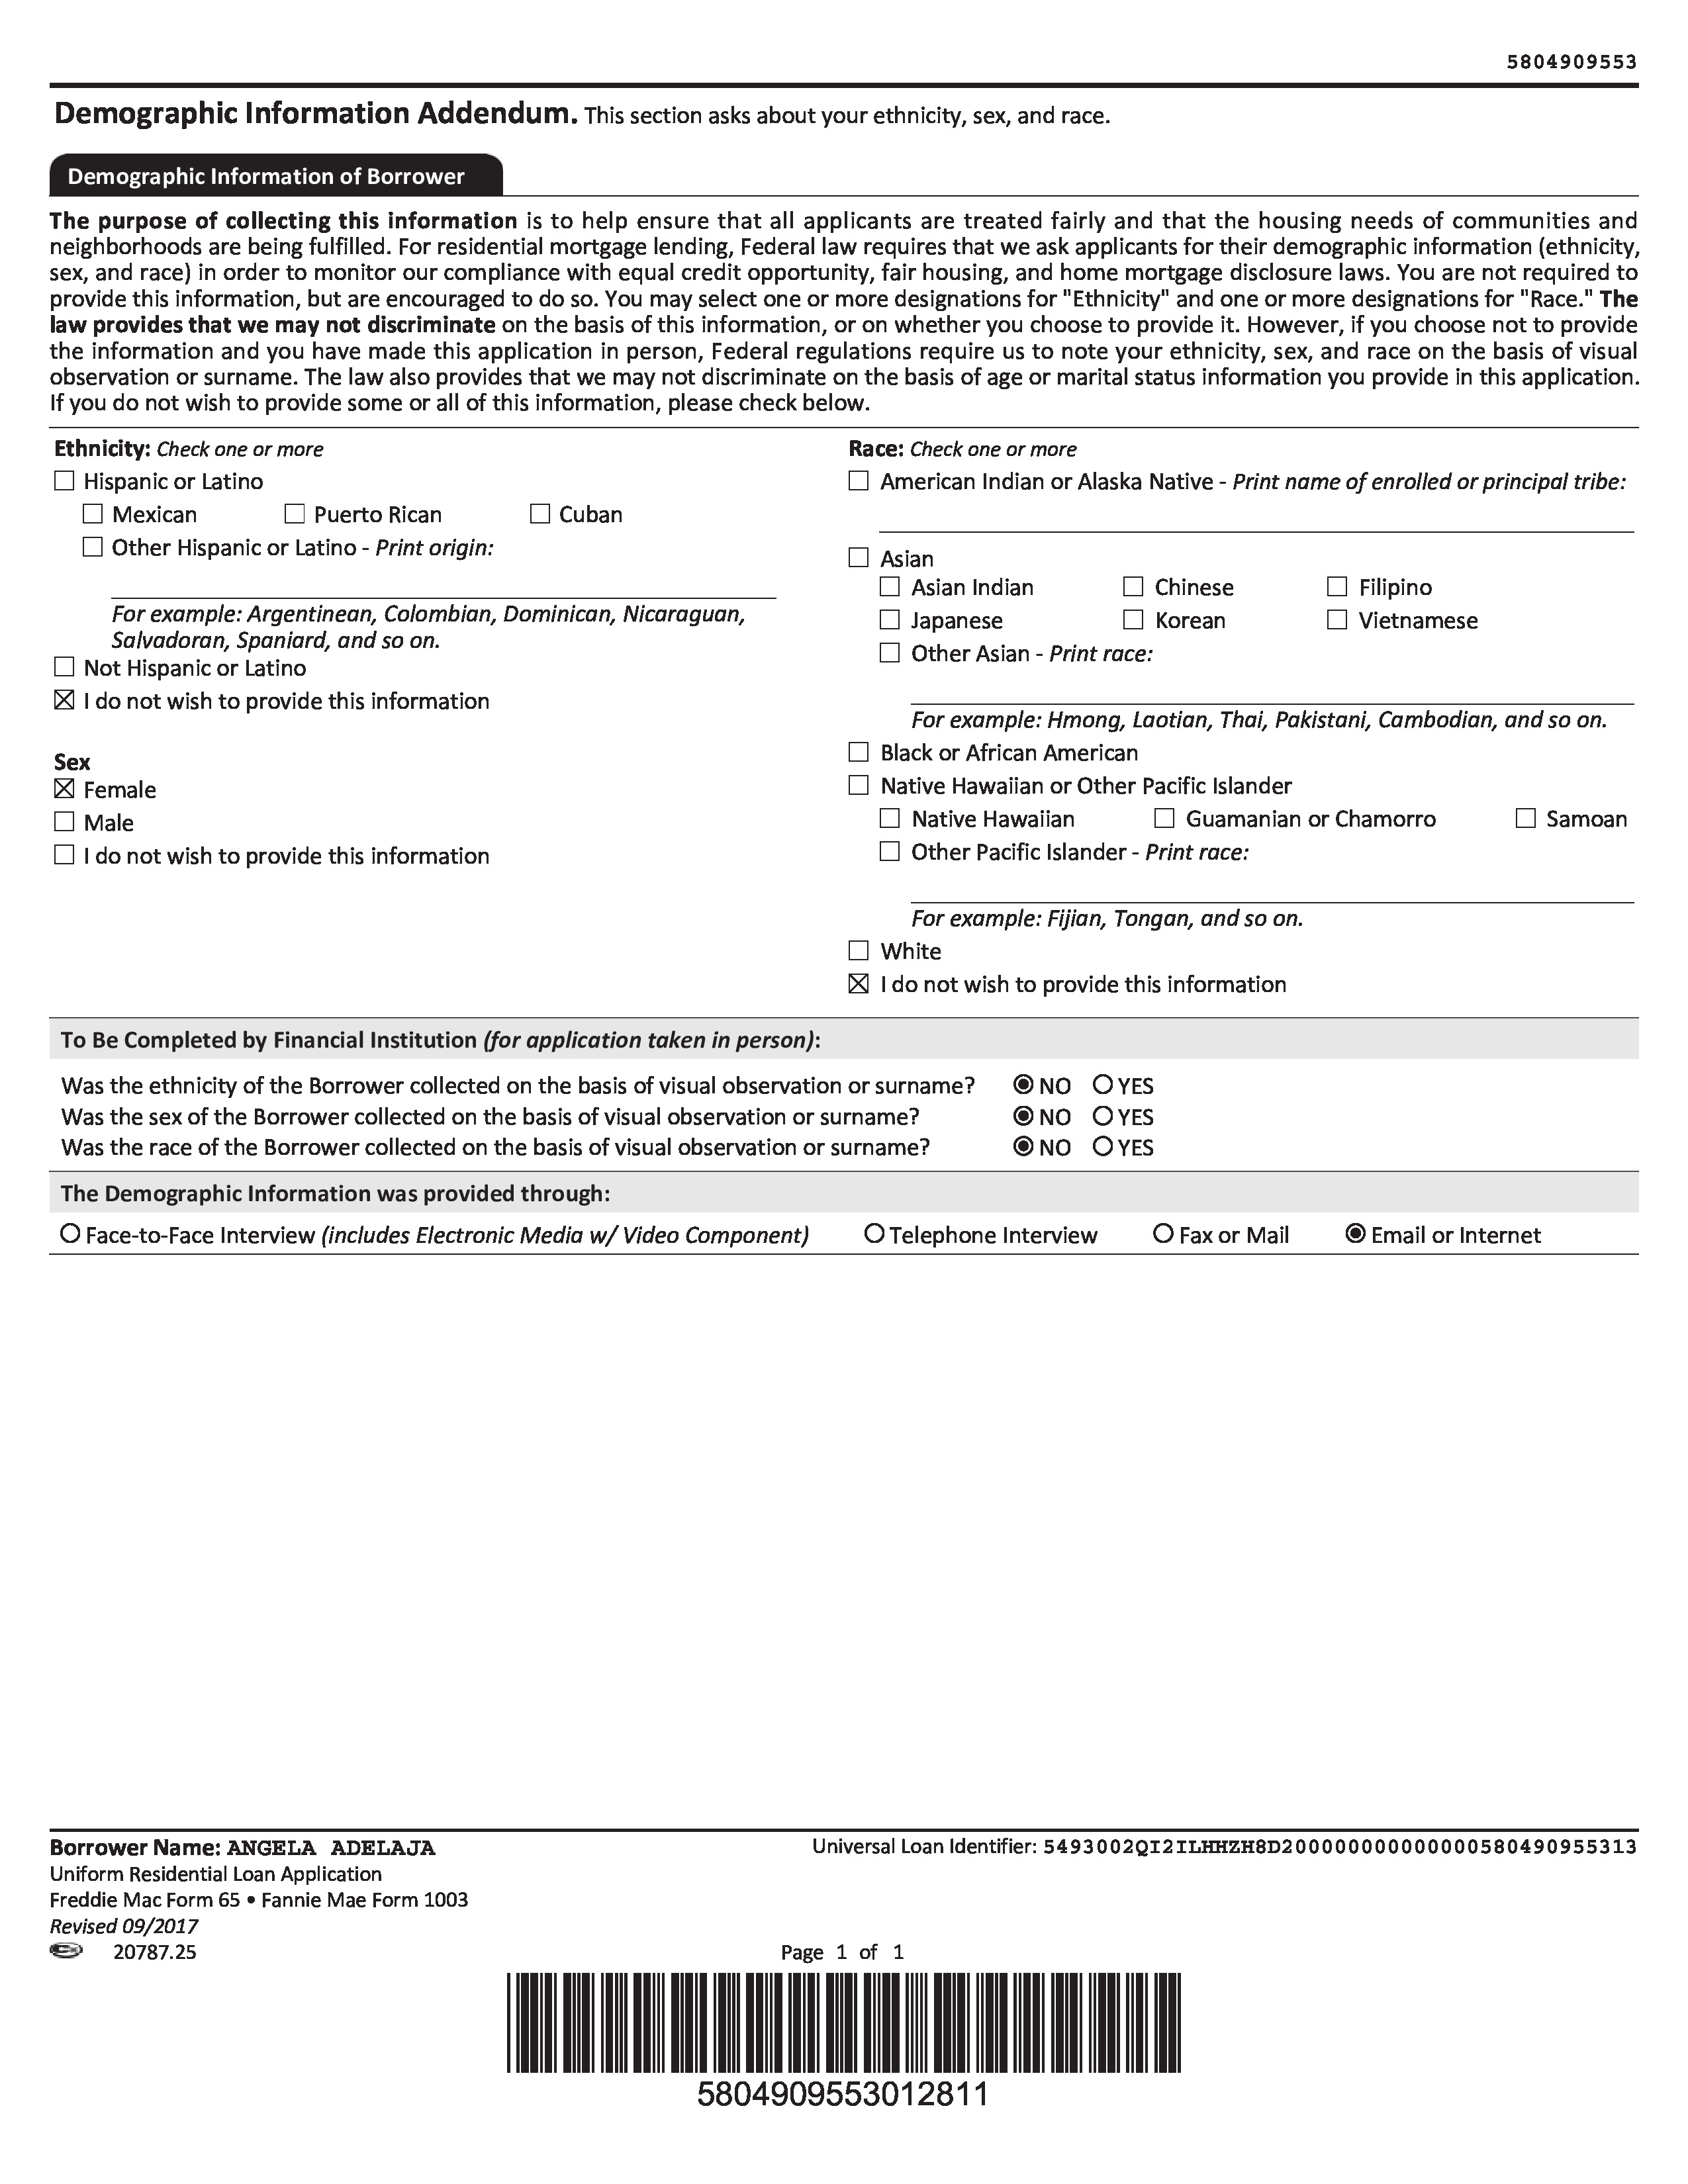 5804909553
Demographic Information Addendum. This section asks about your ethnicity, sex, and race.
Demographic Information of Borrower
The purpose of collecting this information is to help ensure that all applicants are treated fairly and that the housing needs of communities and
neighborhoods are being fulfilled. For residential mortgage lending, Federal law requires that we ask applicants for their demographic information (ethnicity,
sex, and race) in order to monitor our compliance with equal credit opportunity, fair housing, and home mortgage disclosure laws. You are not required to
provide this information, but are encouraged to do so. You may select one or more designations for "Ethnicity" and one or more designations for "Race." The
law provides that we may not discriminate on the basis of this information, or on whether you choose to provide it. However, if you choose not to provide
the information and you have made this application in person, Federal regulations require us to note your ethnicity, sex, and race on the basis of visual
observation or surname. The law also provides that we may not discriminate on the basis of age or marital status information you provide in this application.
If you do not wish to provide some or all of this information, please check below.
Ethnicity: Check one or more
Hispanic or Latino
Mexican Puerto Rican Cuban
Other Hispanic or Latino - Print origin:
For example: Argentinean, Colombian, Dominican, Nicaraguan,
Salvadoran, Spaniard, and so on.
Not Hispanic or Latino
I do not wish to provide this information
Sex
Female
Male
I do not wish to provide this information
Race: Check one or more
American Indian or Alaska Native - Print name of enrolled or principal tribe:
Asian
Asian Indian Chinese Filipino
Japanese Korean Vietnamese
Other Asian - Print race:
For example: Hmong, Laotian, Thai, Pakistani, Cambodian, and so on.
Black or African American
Native Hawaiian or Other Pacific Islander
Native Hawaiian Guamanian or Chamorro Samoan
Other Pacific Islander - Print race:
For example: Fijian, Tongan, and so on.
White
I do not wish to provide this information
To Be Completed by Financial Institution (for application taken in person):
Was the ethnicity of the Borrower collected on the basis of visual observation or surname? NO YES
Was the sex of the Borrower collected on the basis of visual observation or surname? NO YES
Was the race of the Borrower collected on the basis of visual observation or surname? NO YES
The Demographic Information was provided through:
Face-to-Face Interview (includes Electronic Media w/ Video Component) Telephone Interview Fax or Mail Email or Internet
Borrower Name: ANGELA ADELAJA Universal Loan Identifier: 5493002QI2ILHHZH8D20000000000000580490955313
Uniform Residential Loan Application
Freddie Mac Form 65 • Fannie Mae Form 1003
Revised 09/2017
20787.25 Page 1 of 1
5804909553012811